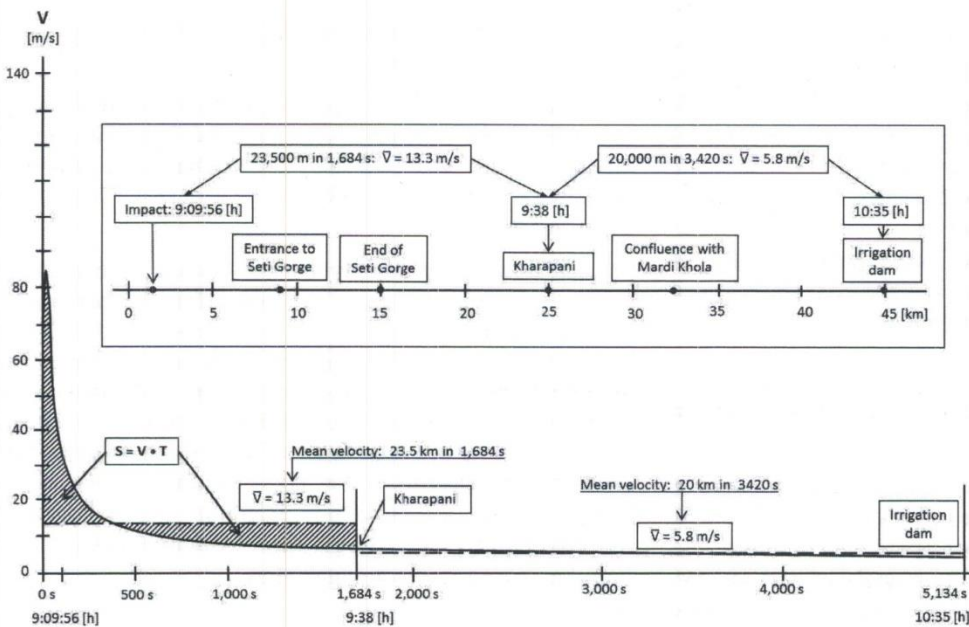 V
[m/s]
140
80
60
40
20
0
23,500 m in 1,684 s: V̄ = 13.3 m/s
20,000 m in 3,420 s: V̄ = 5.8 m/s
Impact: 9:09:56 [h]
9:38 [h]
10:35 [h]
Entrance to
Seti Gorge
End of
Seti Gorge
Kharapani
Confluence with
Mardi Khola
Irrigation
dam
0 5 10 15 20 25 30 35 40 45 [km]
S = V • T
Mean velocity: 23.5 km in 1,684 s
V̄ = 13.3 m/s
Kharapani
Mean velocity: 20 km in 3420 s
V̄ = 5.8 m/s
Irrigation
dam
0 s 500 s 1,000 s 1,684 s 2,000 s 3,000 s 4,000 s 5,134 s
9:09:56 [h] 9:38 [h] 10:35 [h]